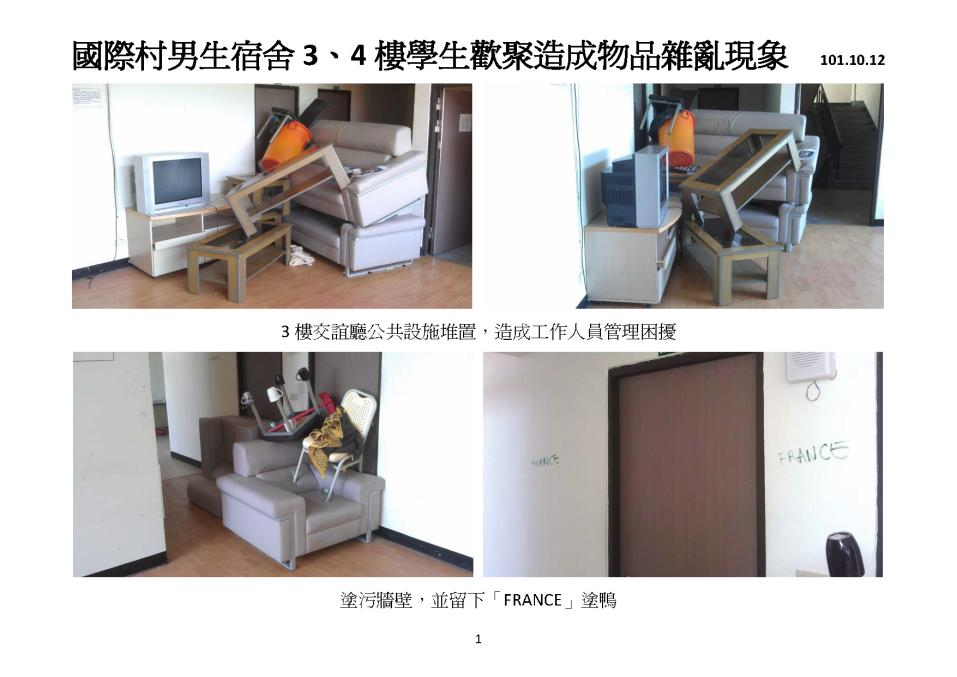 國際村男生宿舍 3、4 樓學生歡聚造成物品雜亂現象 101.10.12
3 樓交誼廳公共設施堆置，造成工作人員管理困擾
FRANCE
FRANCE
塗污牆壁，並留下「FRANCE」塗鴨
1